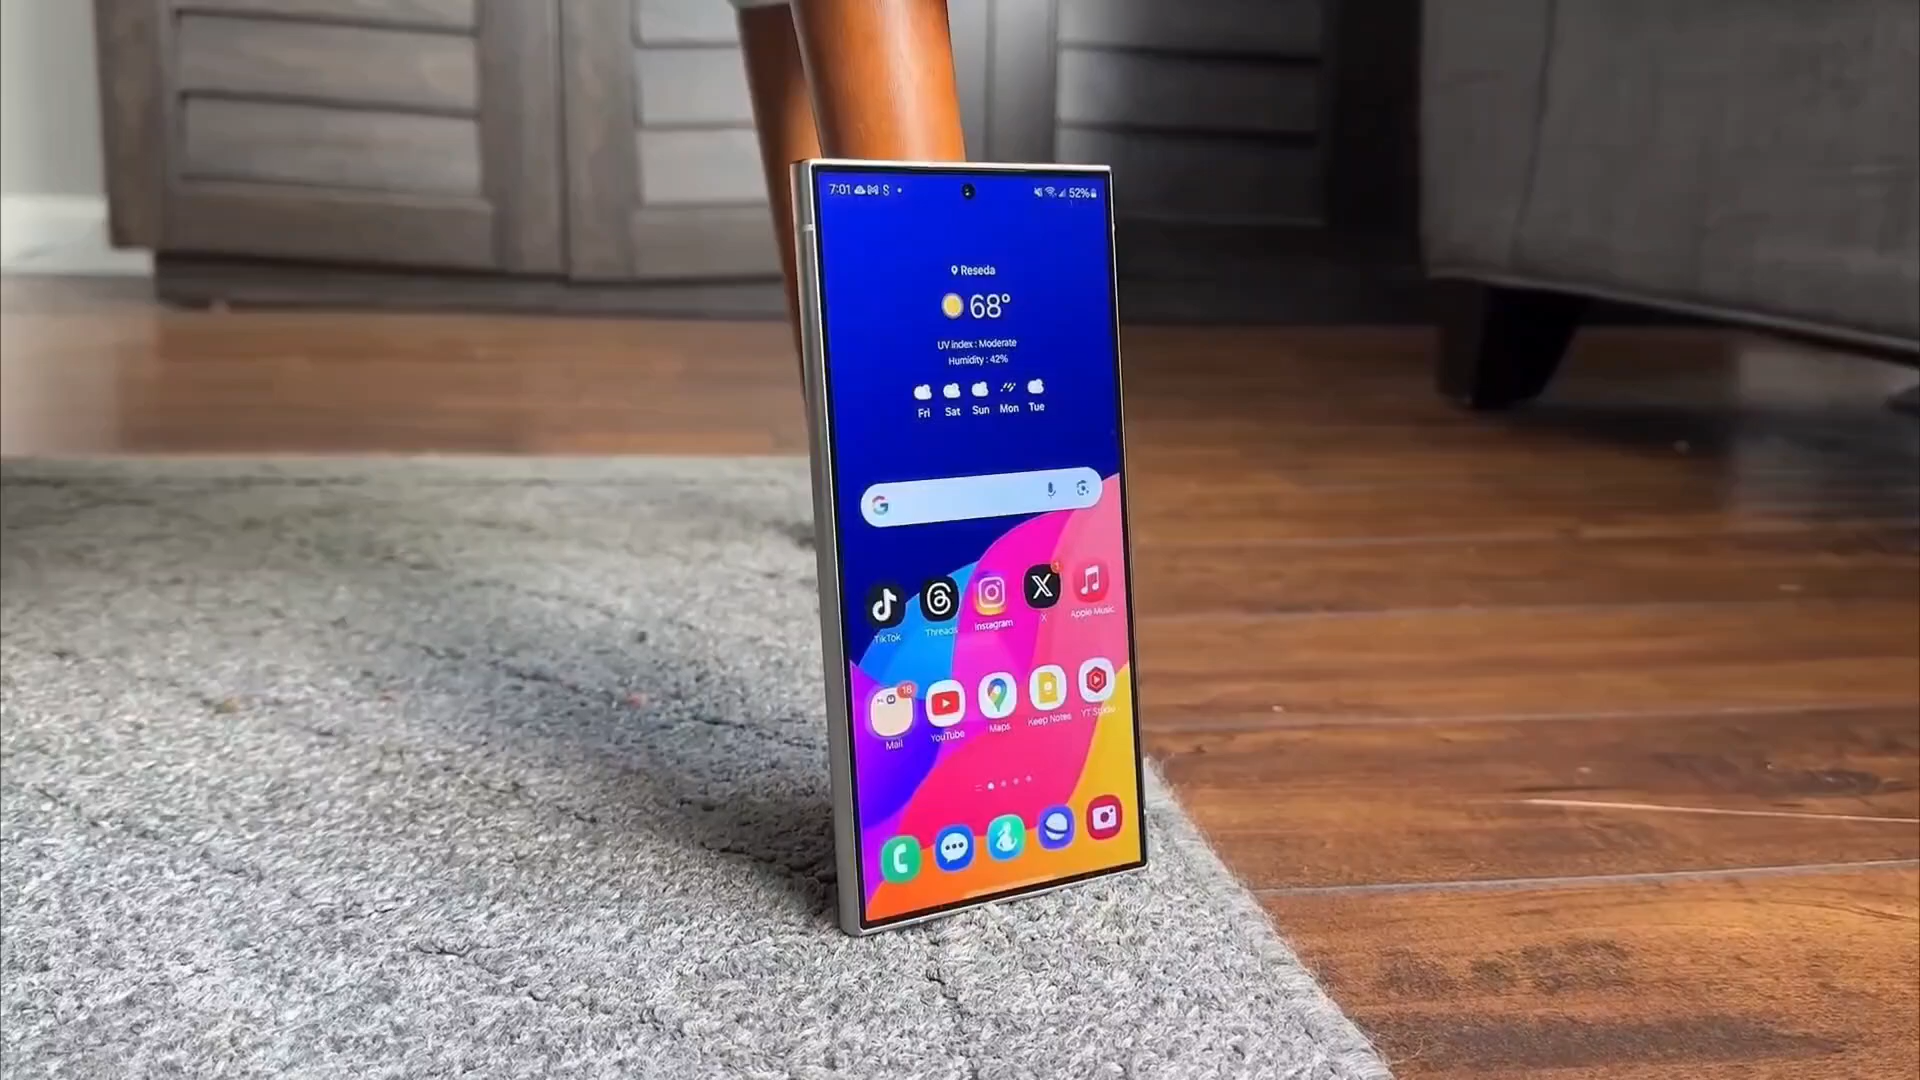 7:01
52%
Reseda
68°
UV index : Moderate
Humidity : 42%
Fri Sat Sun Mon Tue
1
TikTok Threads Instagram X Apple Music
18
Mail YouTube Maps Keep Notes YT Studio